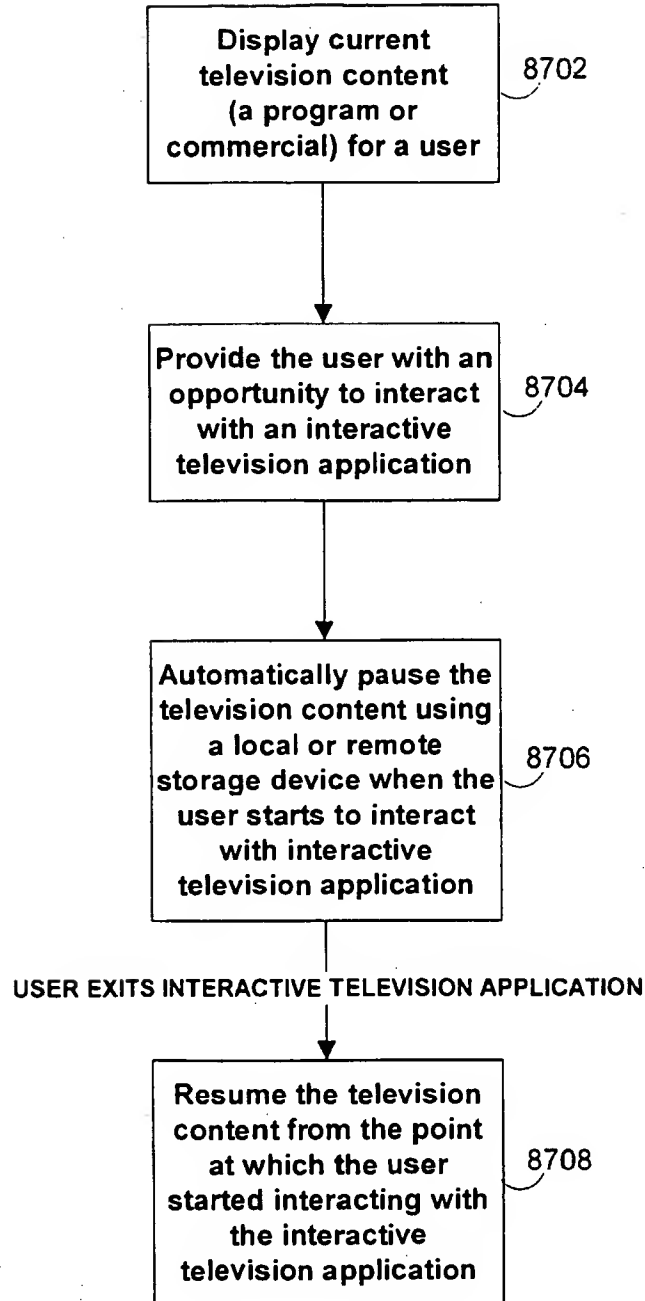 Display current
television content
(a program or
commercial) for a user
8702
Provide the user with an
opportunity to interact
with an interactive
television application
8704
Automatically pause the
television content using
a local or remote
storage device when the
user starts to interact
with interactive
television application
8706
USER EXITS INTERACTIVE TELEVISION APPLICATION
Resume the television
content from the point
at which the user
started interacting with
the interactive
television application
8708